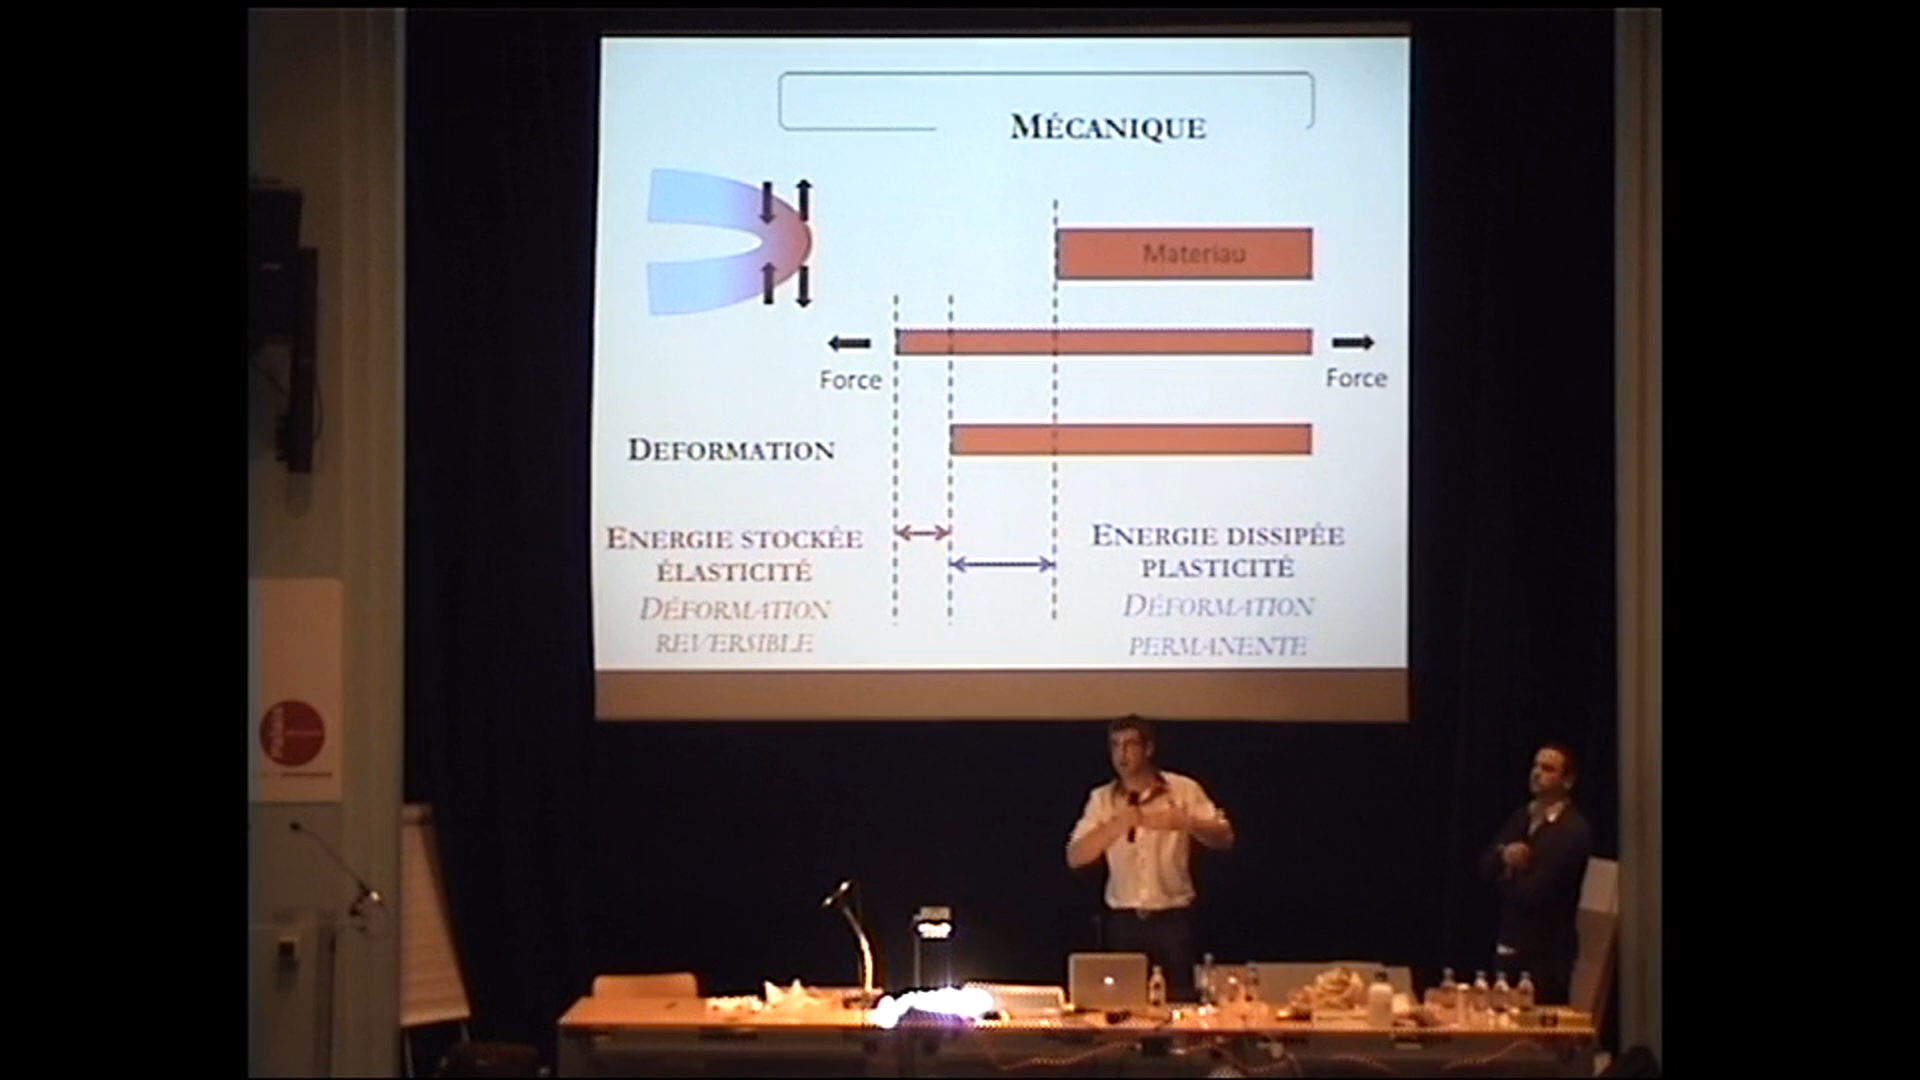 MÉCANIQUE
Materiau
Force
Force
DEFORMATION
ENERGIE STOCKÉE
ÉLASTICITÉ
DÉFORMATION
REVERSIBLE
ENERGIE DISSIPÉE
PLASTICITÉ
DÉFORMATION
PERMANENTE